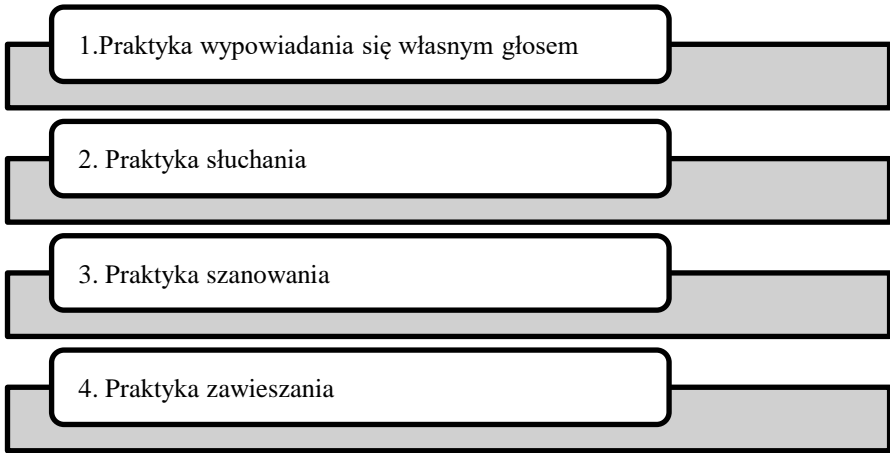 1.Praktyka wypowiadania się własnym głosem
2. Praktyka słuchania
3. Praktyka szanowania
4. Praktyka zawieszania